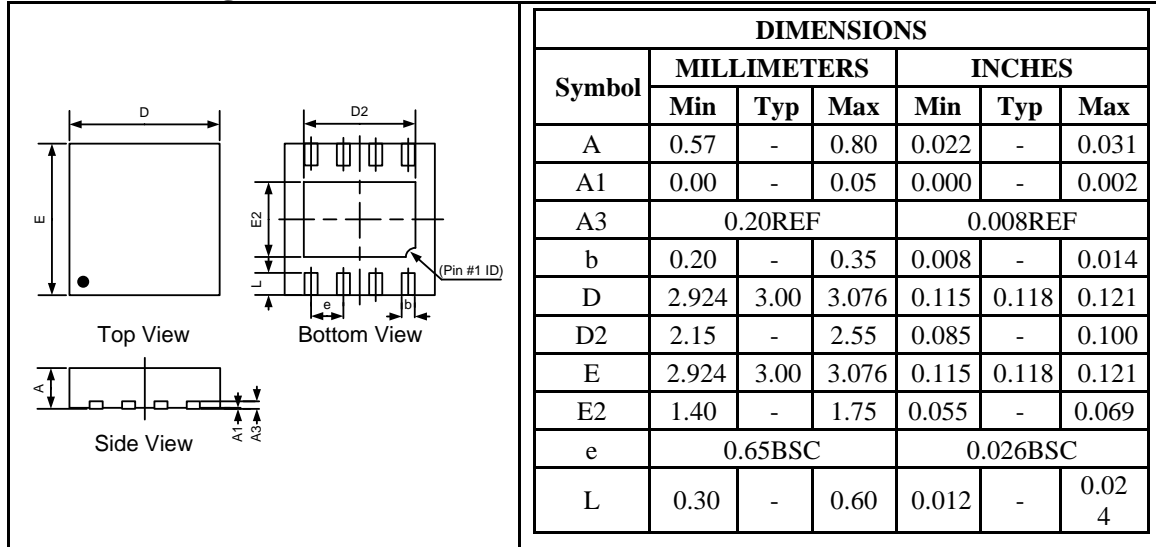 D
E
Top View
D2
E2
L
e
b
(Pin #1 ID)
Bottom View
A
A1
A3
Side View
DIMENSIONS
Symbol MILLIMETERS INCHES
Min Typ Max Min Typ Max
A 0.57 - 0.80 0.022 - 0.031
A1 0.00 - 0.05 0.000 - 0.002
A3 0.20REF 0.008REF
b 0.20 - 0.35 0.008 - 0.014
D 2.924 3.00 3.076 0.115 0.118 0.121
D2 2.15 - 2.55 0.085 - 0.100
E 2.924 3.00 3.076 0.115 0.118 0.121
E2 1.40 - 1.75 0.055 - 0.069
e 0.65BSC 0.026BSC
L 0.30 - 0.60 0.012 - 0.02
4